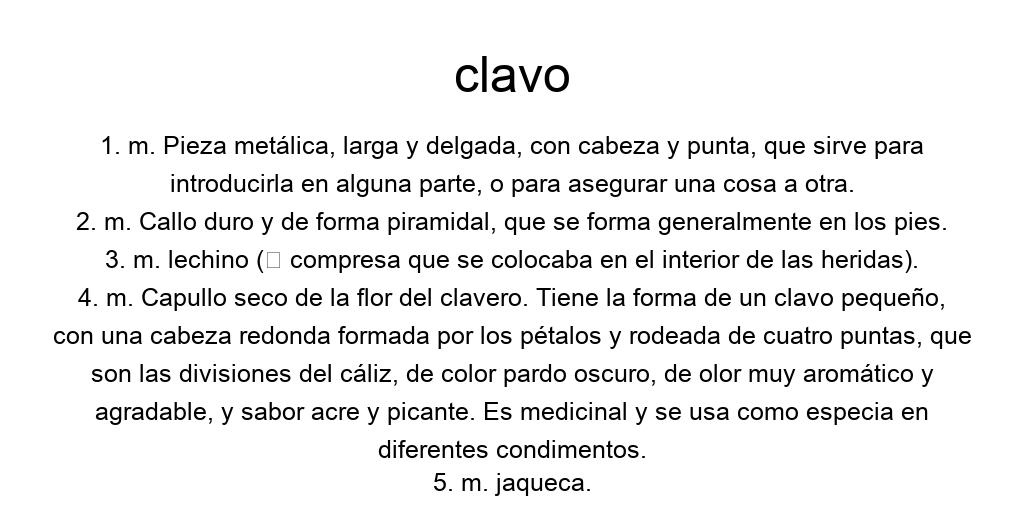 clavo
1. m. Pieza metálica, larga y delgada, con cabeza y punta, que sirve para
introducirla en alguna parte, o para asegurar una cosa a otra.
2. m. Callo duro y de forma piramidal, que se forma generalmente en los pies.
3. m. lechino (▯ compresa que se colocaba en el interior de las heridas).
4. m. Capullo seco de la flor del clavero. Tiene la forma de un clavo pequeño,
con una cabeza redonda formada por los pétalos y rodeada de cuatro puntas, que
son las divisiones del cáliz, de color pardo oscuro, de olor muy aromático y
agradable, y sabor acre y picante. Es medicinal y se usa como especia en
diferentes condimentos.
5. m. jaqueca.